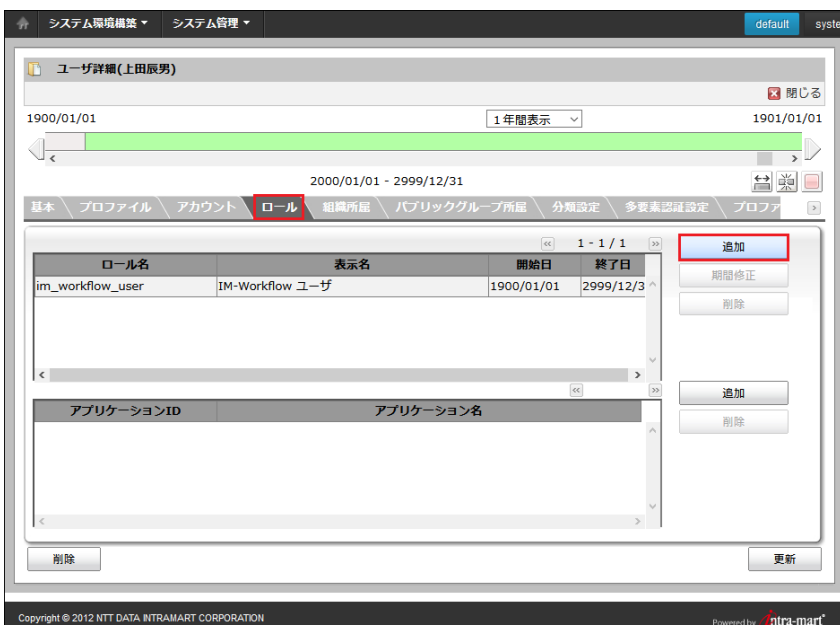 システム環境構築 システム管理 default
ユーザ詳細(上田辰男)
閉じる
1900/01/01 1年間表示 1901/01/01
2000/01/01 - 2999/12/31
基本 プロファイル アカウント ロール 組織所属 パブリックグループ所属 分類設定 多要素認証設定 プロファ
1 - 1 / 1 追加
ロール名 表示名 開始日 終了日
期間修正
im_workflow_user IM-Workflow ユーザ 1900/01/01 2999/12/3
削除
追加
アプリケーションID アプリケーション名
削除
削除 更新
Copyright © 2012 NTT DATA INTRAMART CORPORATION Powered by intra-mart